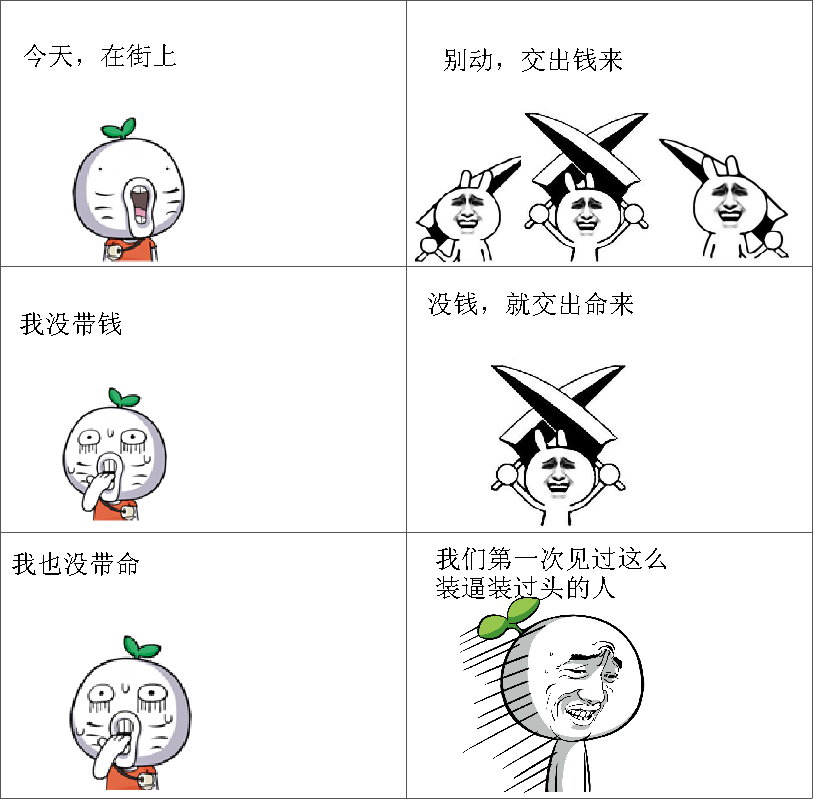 今天，在街上
别动，交出钱来
我没带钱
没钱，就交出命来
我也没带命
我们第一次见过这么
装逼装过头的人